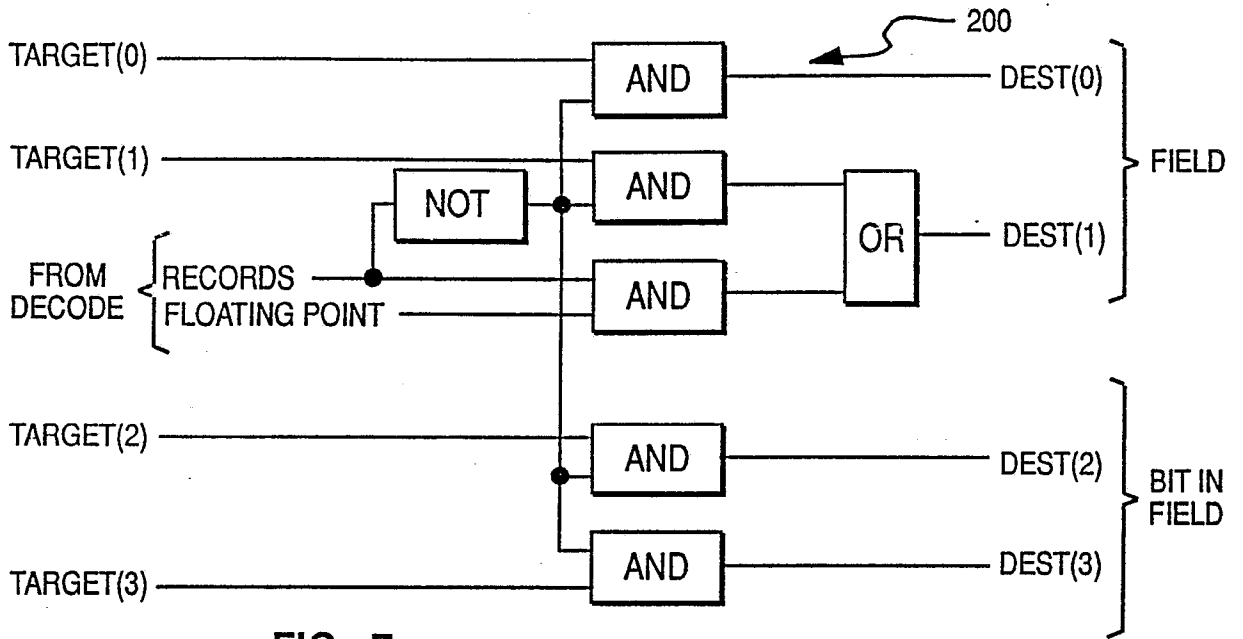 200
TARGET(0)
AND
DEST(0)
TARGET(1)
NOT
AND
FIELD
OR
DEST(1)
FROM
DECODE
RECORDS
FLOATING POINT
AND
TARGET(2)
AND
DEST(2)
BIT IN
FIELD
TARGET(3)
AND
DEST(3)
FIG.